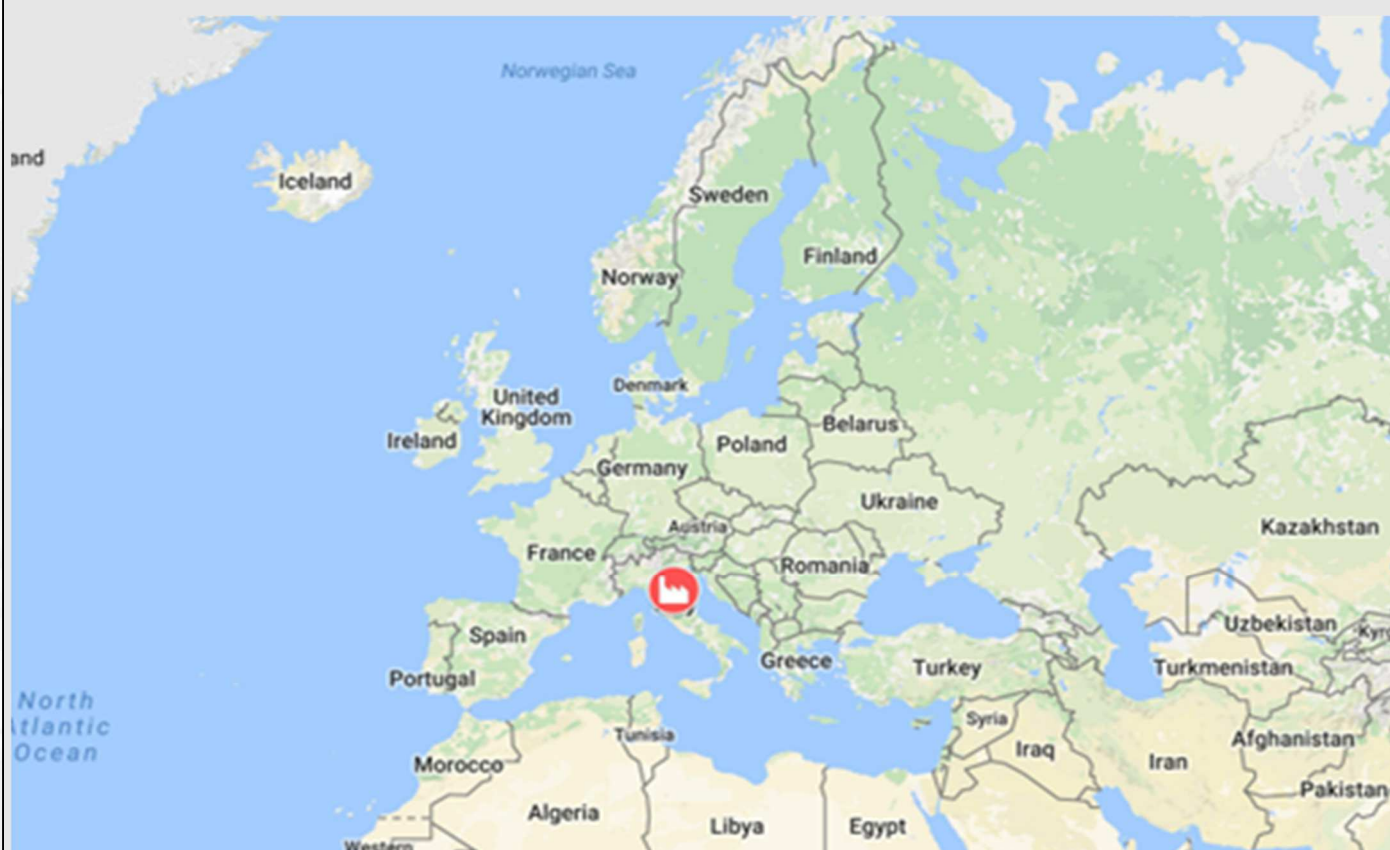 Norwegian Sea
and
Iceland
Sweden
Finland
Norway
Denmark
United
Kingdom
Belarus
Ireland
Poland
Germany
Ukraine
Austria
Kazakhstan
France
Romania
Uzbekistan
Kyr
Spain
Greece
Turkey
Turkmenistan
Portugal
North
Atlantic
Ocean
Syria
Tunisia
Afghanistan
Iraq
Iran
Morocco
Pakistan
Algeria
Libya
Egypt
Western